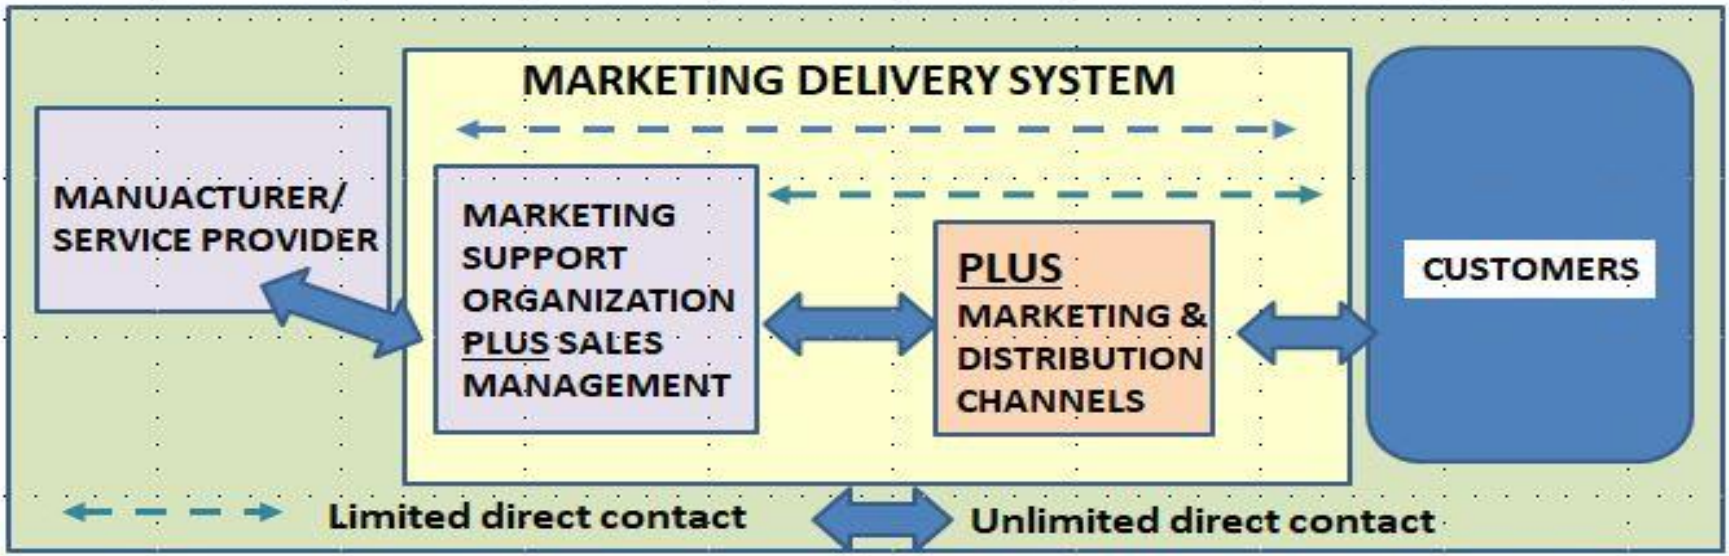 MARKETING DELIVERY SYSTEM
MANUACTURER/
SERVICE PROVIDER
MARKETING
SUPPORT
ORGANIZATION
PLUS SALES
MANAGEMENT
PLUS
MARKETING &
DISTRIBUTION
CHANNELS
CUSTOMERS
Limited direct contact
Unlimited direct contact